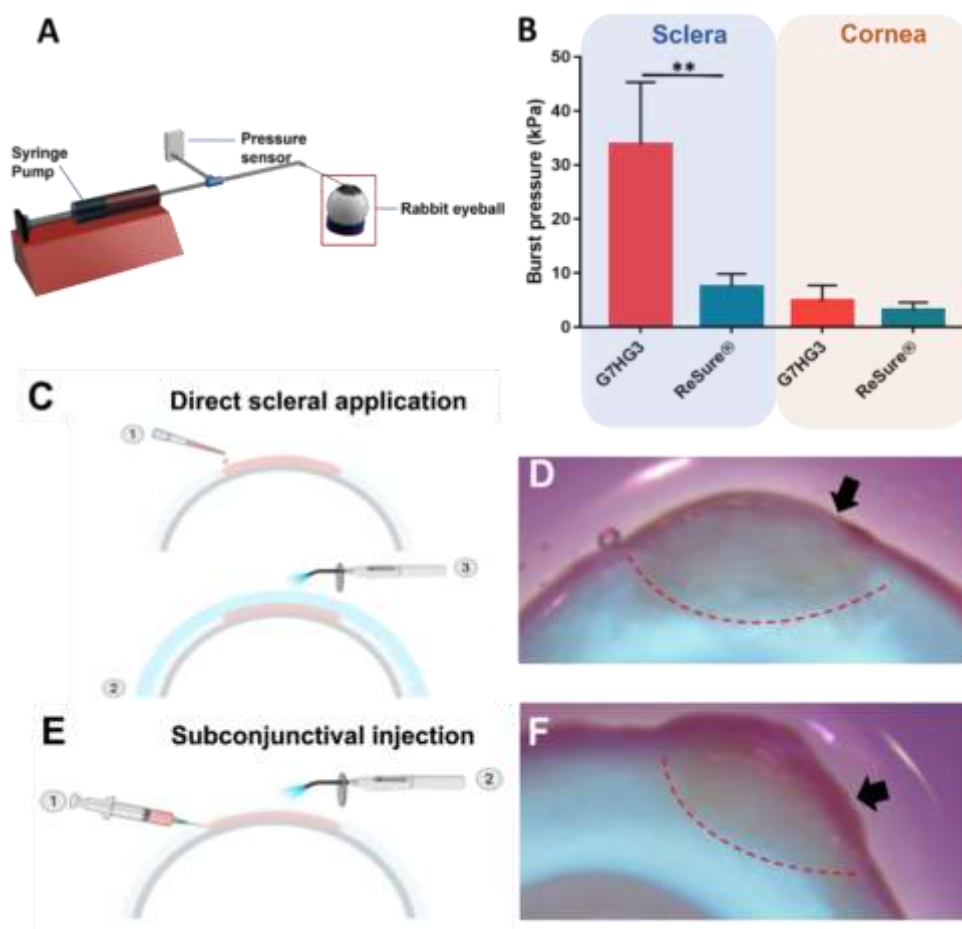 A
Syringe
Pump
Pressure
sensor
Rabbit eyeball
B
Sclera
Cornea
**
Burst pressure (kPa)
50
40
30
20
10
0
G7HG3
ReSure®
G7HG3
ReSure®
C
Direct scleral application
1
3
2
D
E
Subconjunctival injection
1
2
F